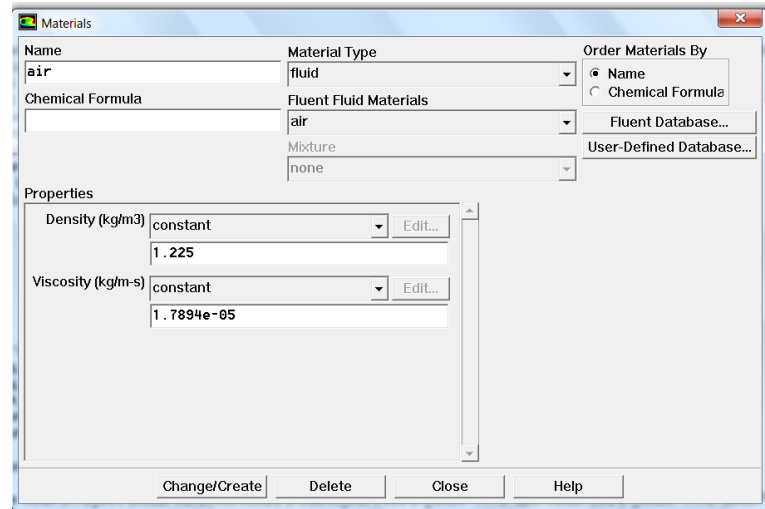 Materials
Name
air
Chemical Formula
Material Type
fluid
Fluent Fluid Materials
air
Mixture
none
Order Materials By
Name
Chemical Formula
Fluent Database...
User-Defined Database...
Properties
Density (kg/m3) constant Edit...
1.225
Viscosity (kg/m-s) constant Edit...
1.7894e-05
Change/Create Delete Close Help